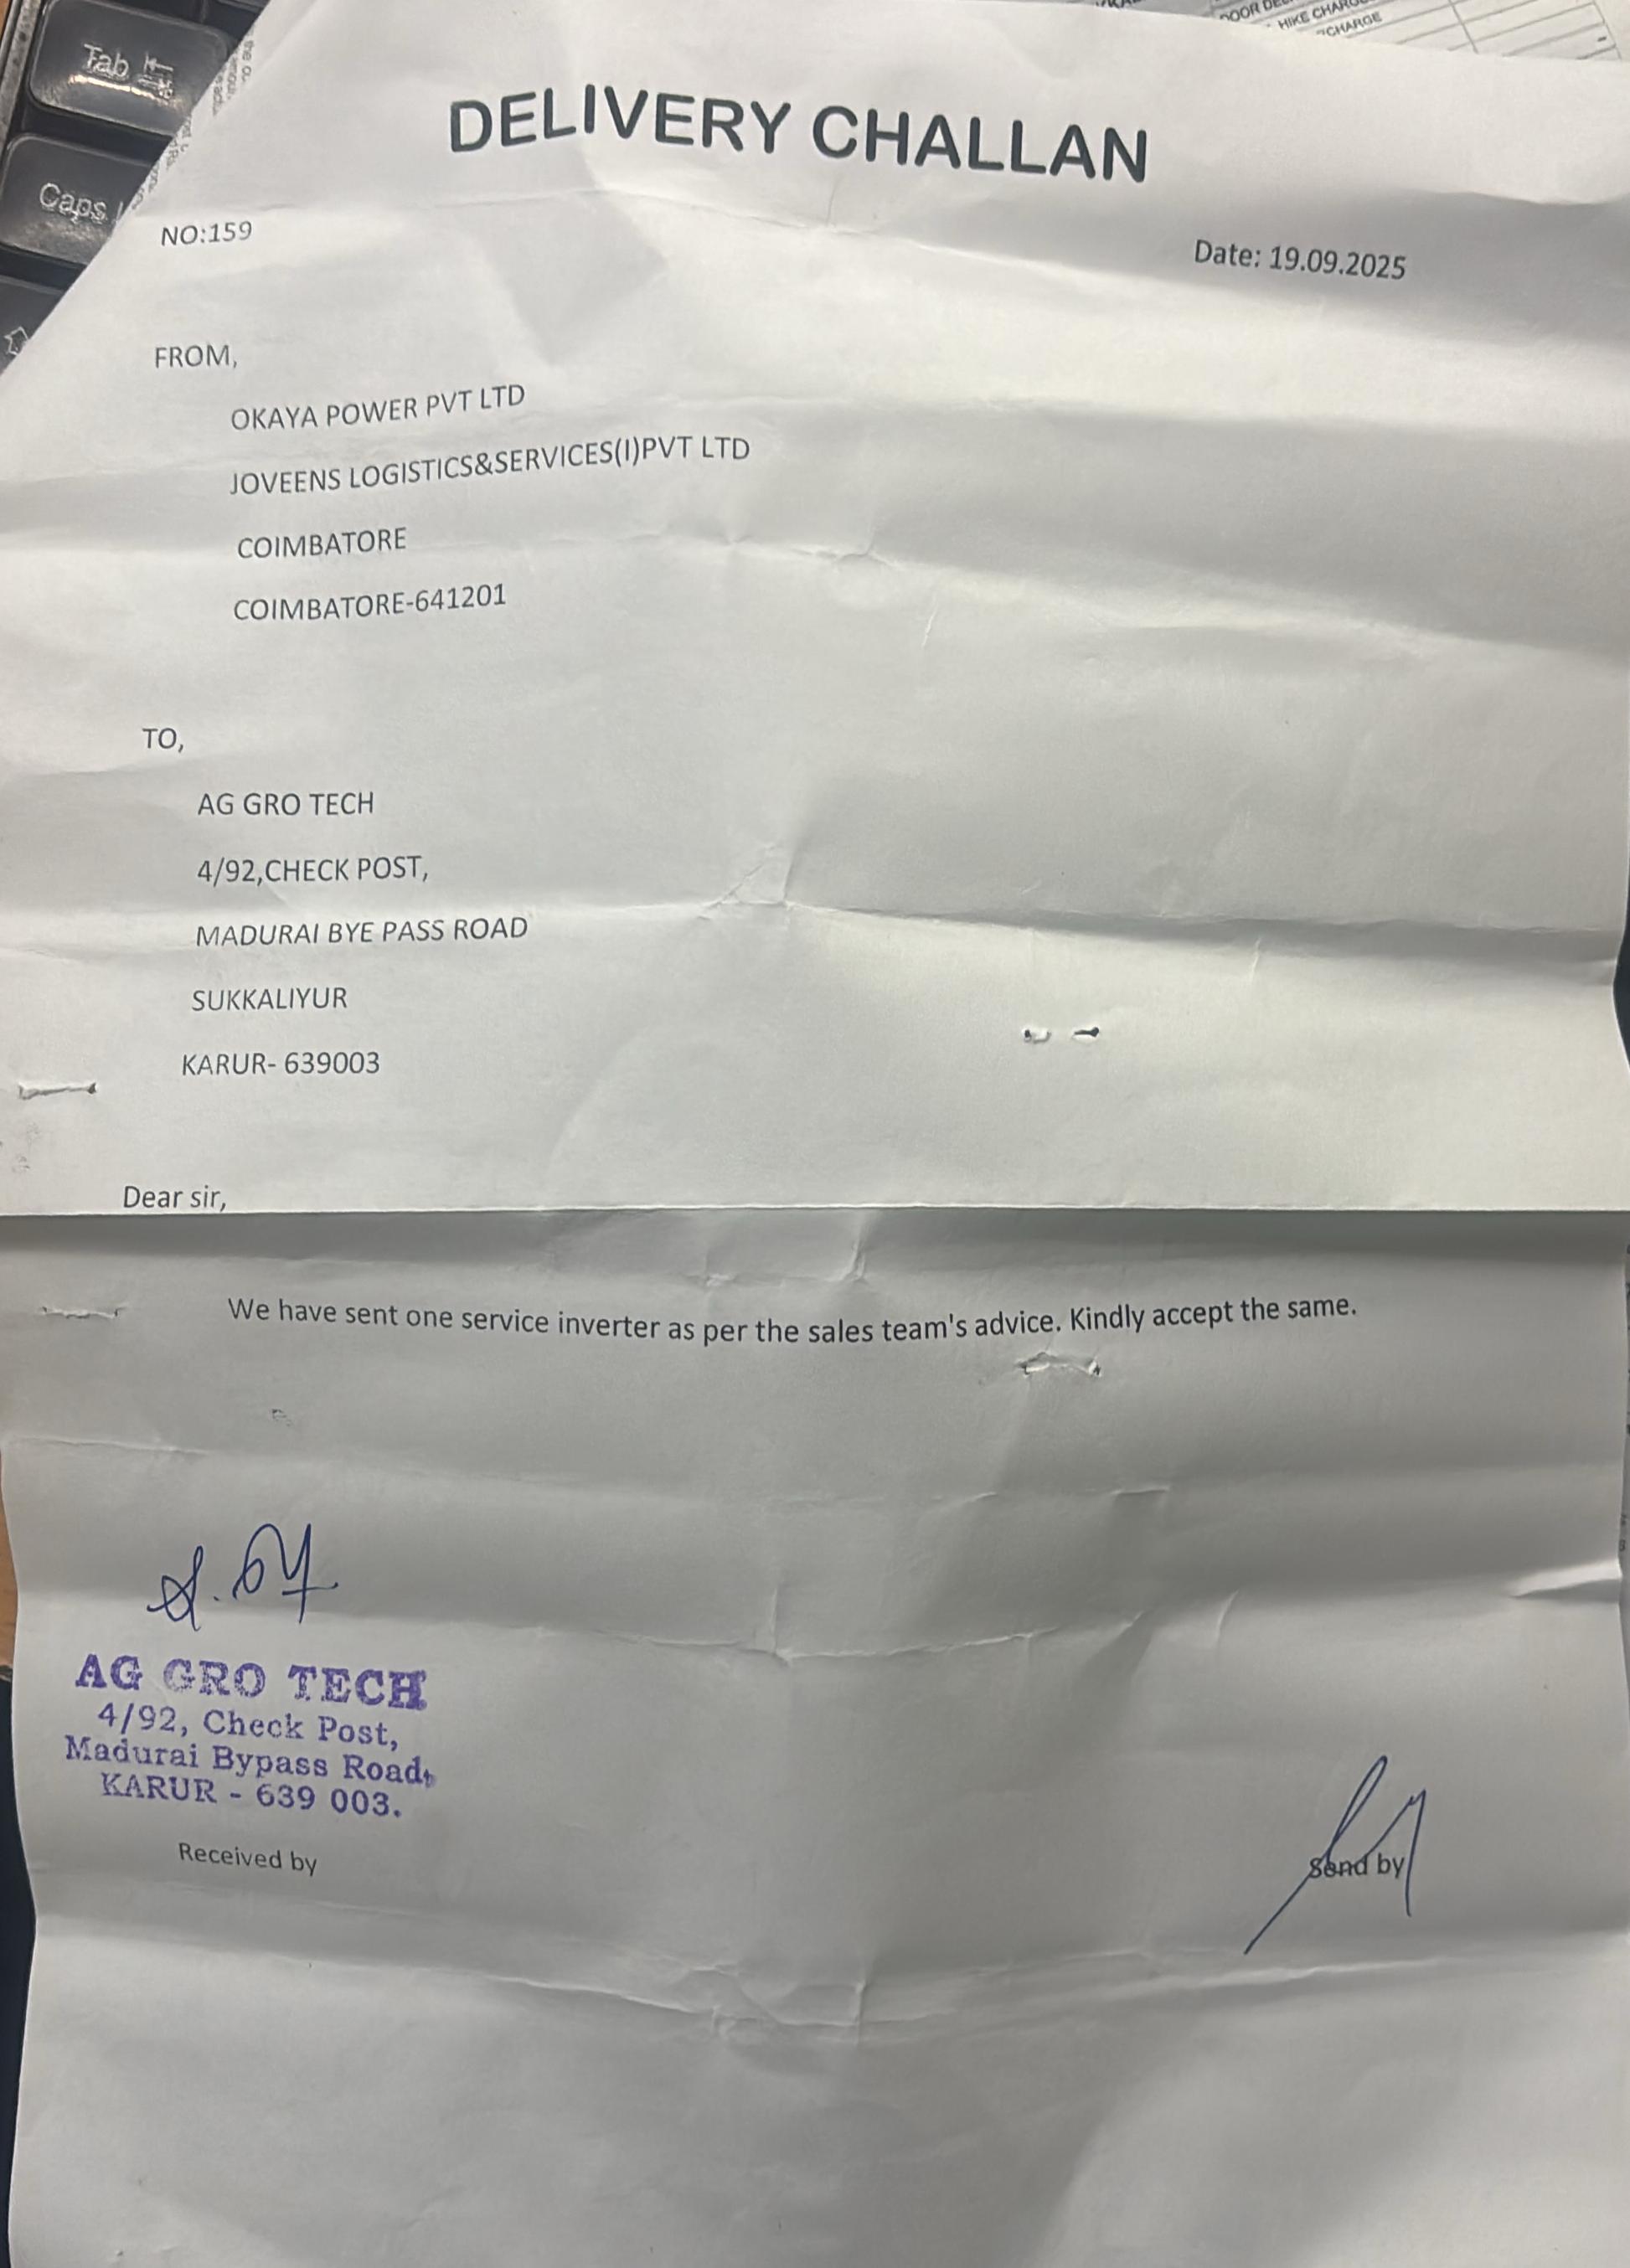 Tab
Caps
DOOR DE
HIKE CHARG
CHARGE
DELIVERY CHALLAN
NO:159
Date: 19.09.2025
FROM,
OKAYA POWER PVT LTD
JOVEENS LOGISTICS&SERVICES(I)PVT LTD
COIMBATORE
COIMBATORE-641201
TO,
AG GRO TECH
4/92,CHECK POST,
MADURAI BYE PASS ROAD
SUKKALIYUR
KARUR- 639003
Dear sir,
We have sent one service inverter as per the sales team's advice. Kindly accept the same.
AG GRO TECH
4/92, Check Post,
Madurai Bypass Road,
KARUR - 639 003.
Received by
Send by